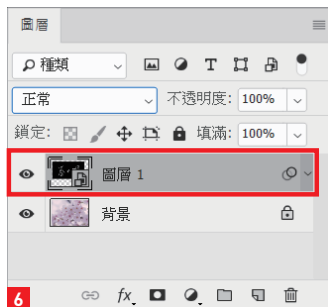 圖層
種類
正常 不透明度: 100%
鎖定: 填滿: 100%
圖層 1
背景
6 fx